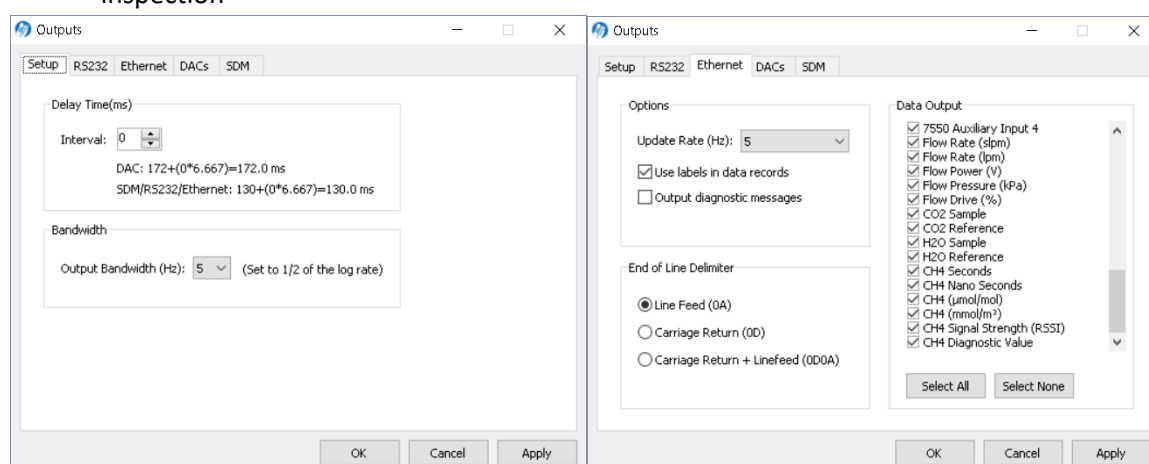 inspection
Outputs
Setup RS232 Ethernet DACs SDM
Delay Time(ms)
Interval: 0
DAC: 172+(0*6.667)=172.0 ms
SDM/RS232/Ethernet: 130+(0*6.667)=130.0 ms
Bandwidth
Output Bandwidth (Hz): 5 (Set to 1/2 of the log rate)
OK Cancel Apply
Outputs
Setup RS232 Ethernet DACs SDM
Options
Update Rate (Hz): 5
Use labels in data records
Output diagnostic messages
End of Line Delimiter
Line Feed (0A)
Carriage Return (0D)
Carriage Return + Linefeed (0D0A)
Data Output
7550 Auxiliary Input 4
Flow Rate (slpm)
Flow Rate (lpm)
Flow Power (V)
Flow Pressure (kPa)
Flow Drive (%)
CO2 Sample
CO2 Reference
H2O Sample
H2O Reference
CH4 Seconds
CH4 Nano Seconds
CH4 (µmol/mol)
CH4 (mmol/m³)
CH4 Signal Strength (RSSI)
CH4 Diagnostic Value
Select All Select None
OK Cancel Apply